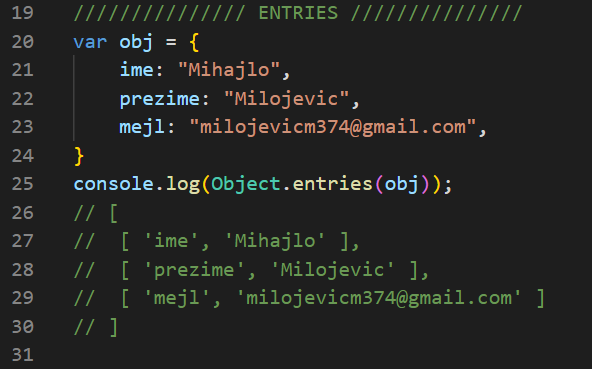 19 /////////////// ENTRIES ///////////////
20 var obj = {
21     ime: "Mihajlo",
22     prezime: "Milojevic",
23     mejl: "milojevicm374@gmail.com",
24 }
25 console.log(Object.entries(obj));
26 // [
27 //  [ 'ime', 'Mihajlo' ],
28 //  [ 'prezime', 'Milojevic' ],
29 //  [ 'mejl', 'milojevicm374@gmail.com' ]
30 // ]
31